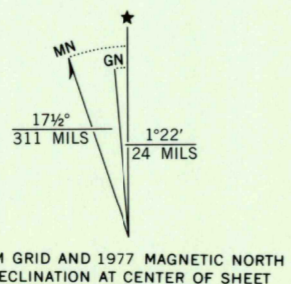 ★
MN
GN
17½°
311 MILS
1°22′
24 MILS
GRID AND 1977 MAGNETIC NORTH
ECLINATION AT CENTER OF SHEET